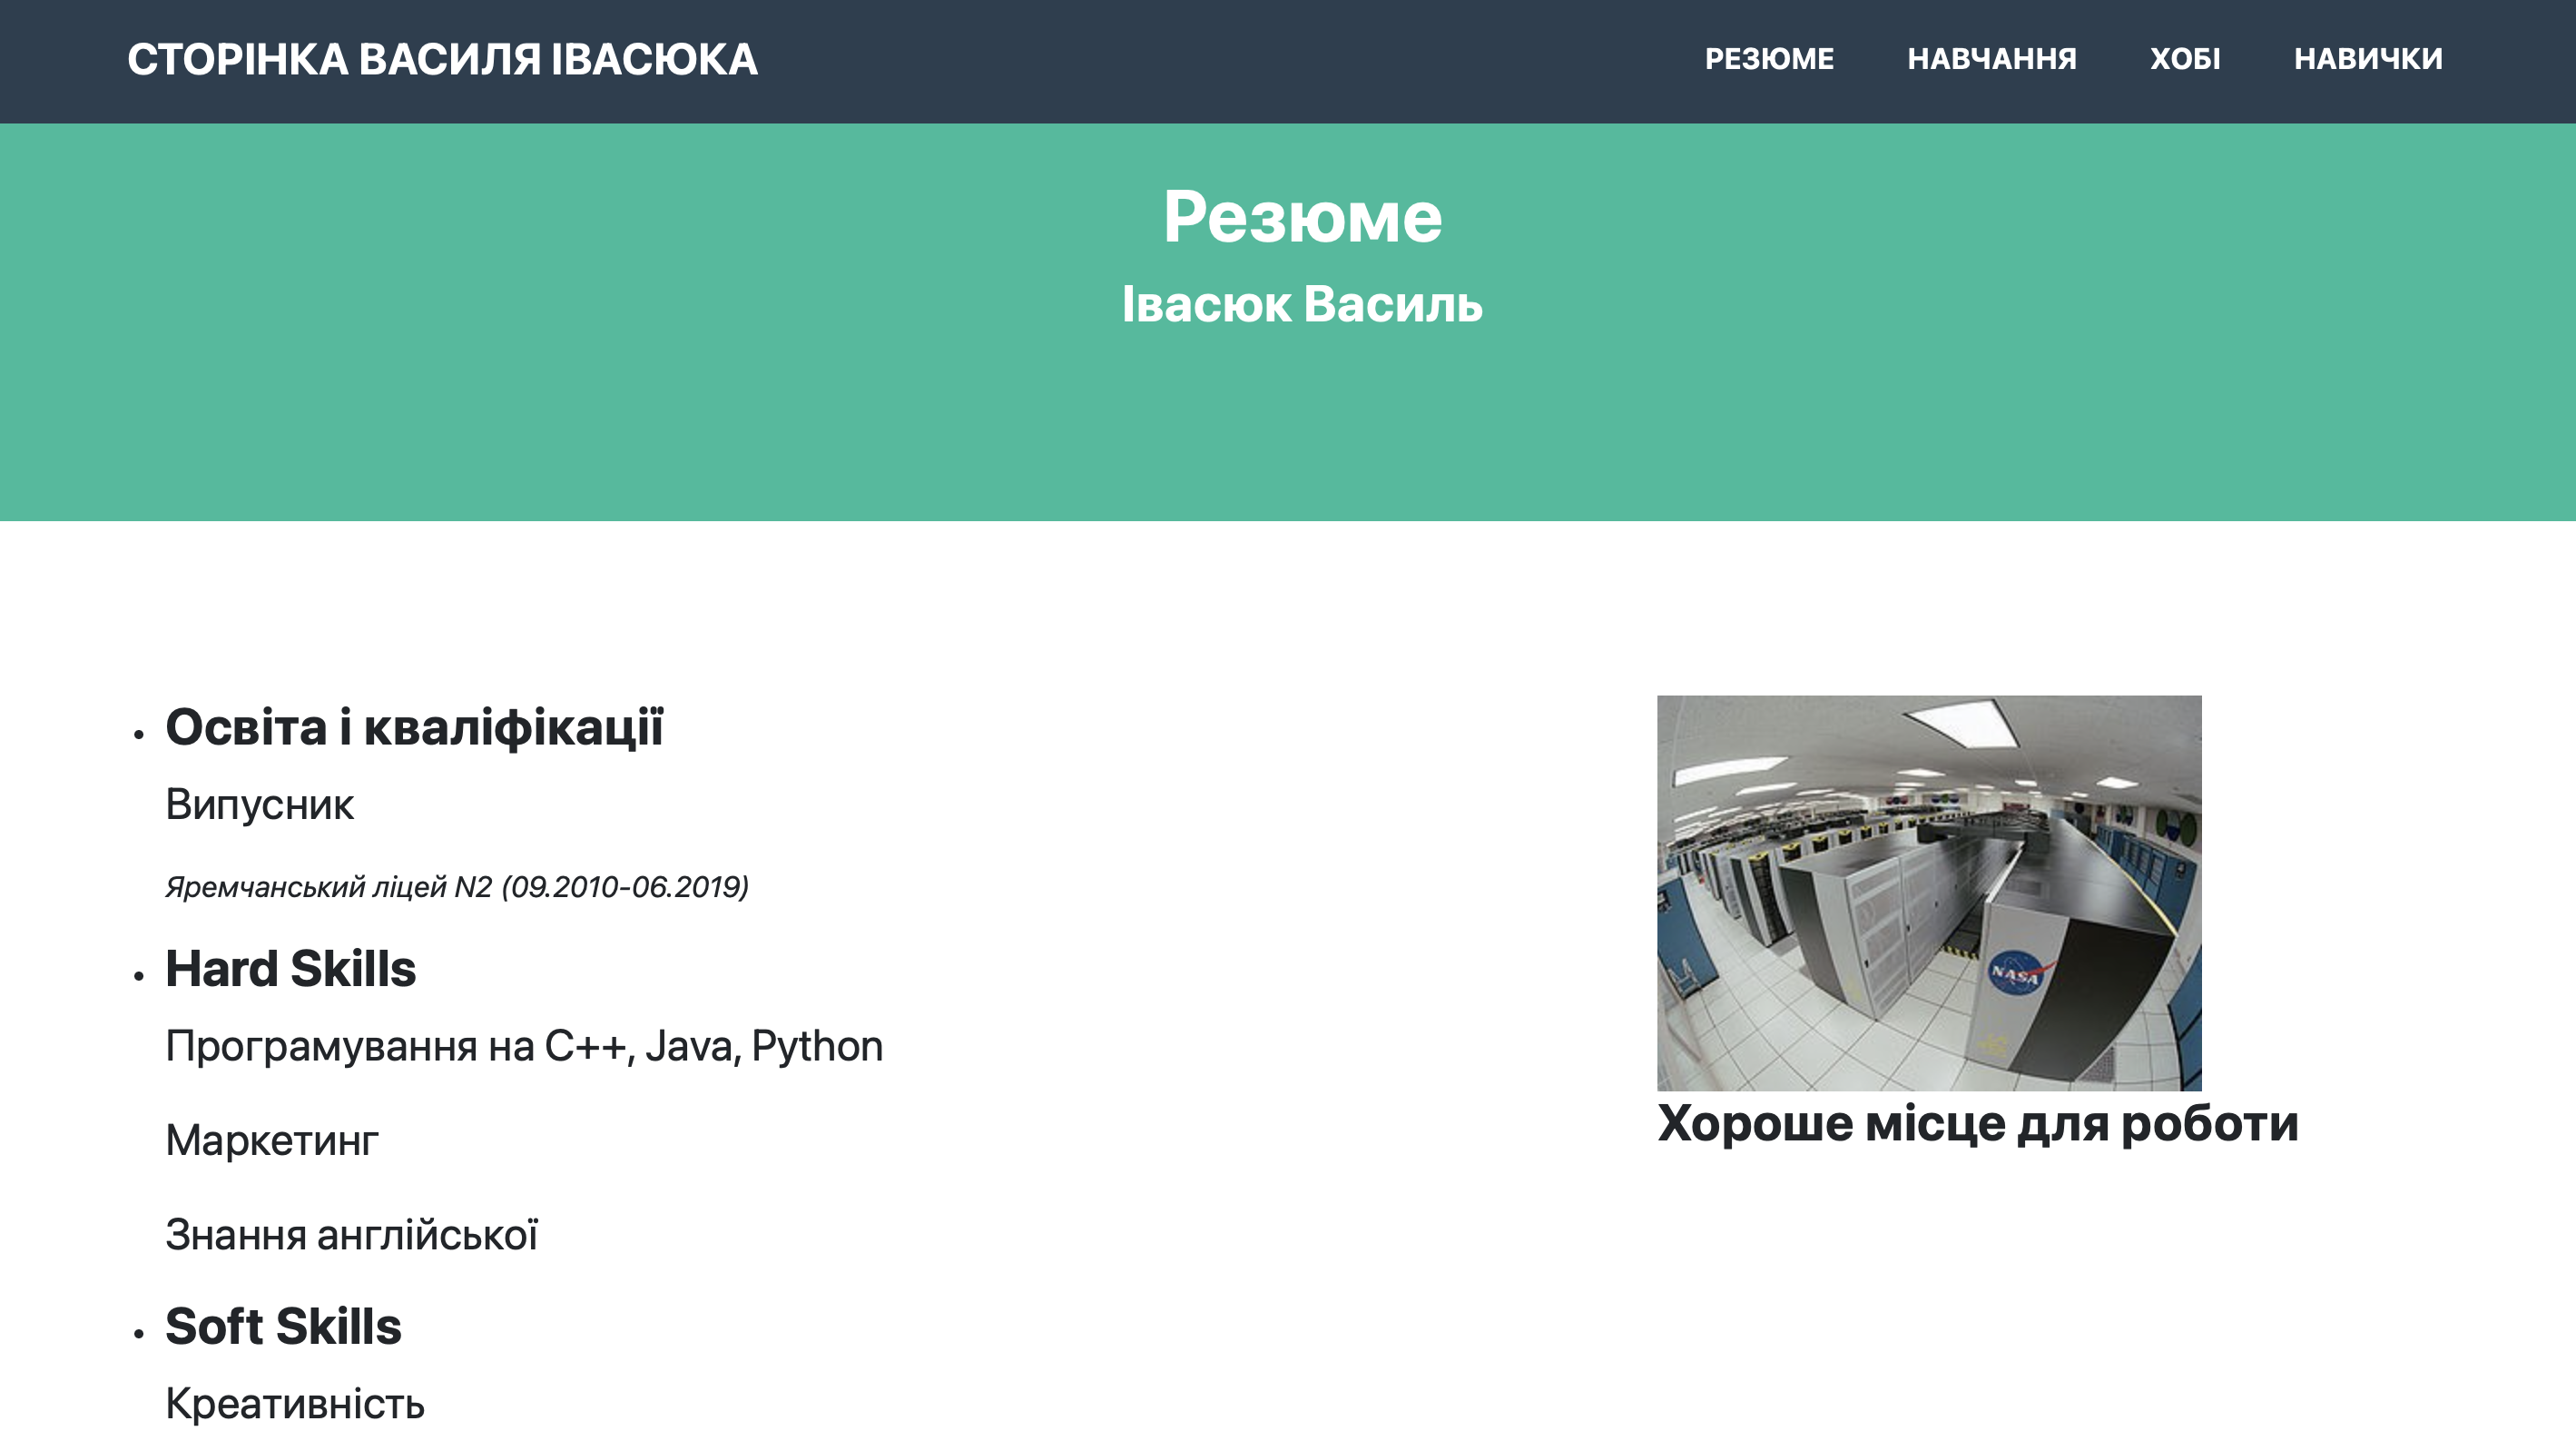 СТОРІНКА ВАСИЛЯ ІВАСЮКА
РЕЗЮМЕ НАВЧАННЯ ХОБІ НАВИЧКИ
Резюме
Івасюк Василь
Освіта і кваліфікації
Випусник
Яремчанський ліцей N2 (09.2010-06.2019)
Hard Skills
Програмування на C++, Java, Python
Маркетинг
Знання англійської
Soft Skills
Креативність
NASA
Хороше місце для роботи